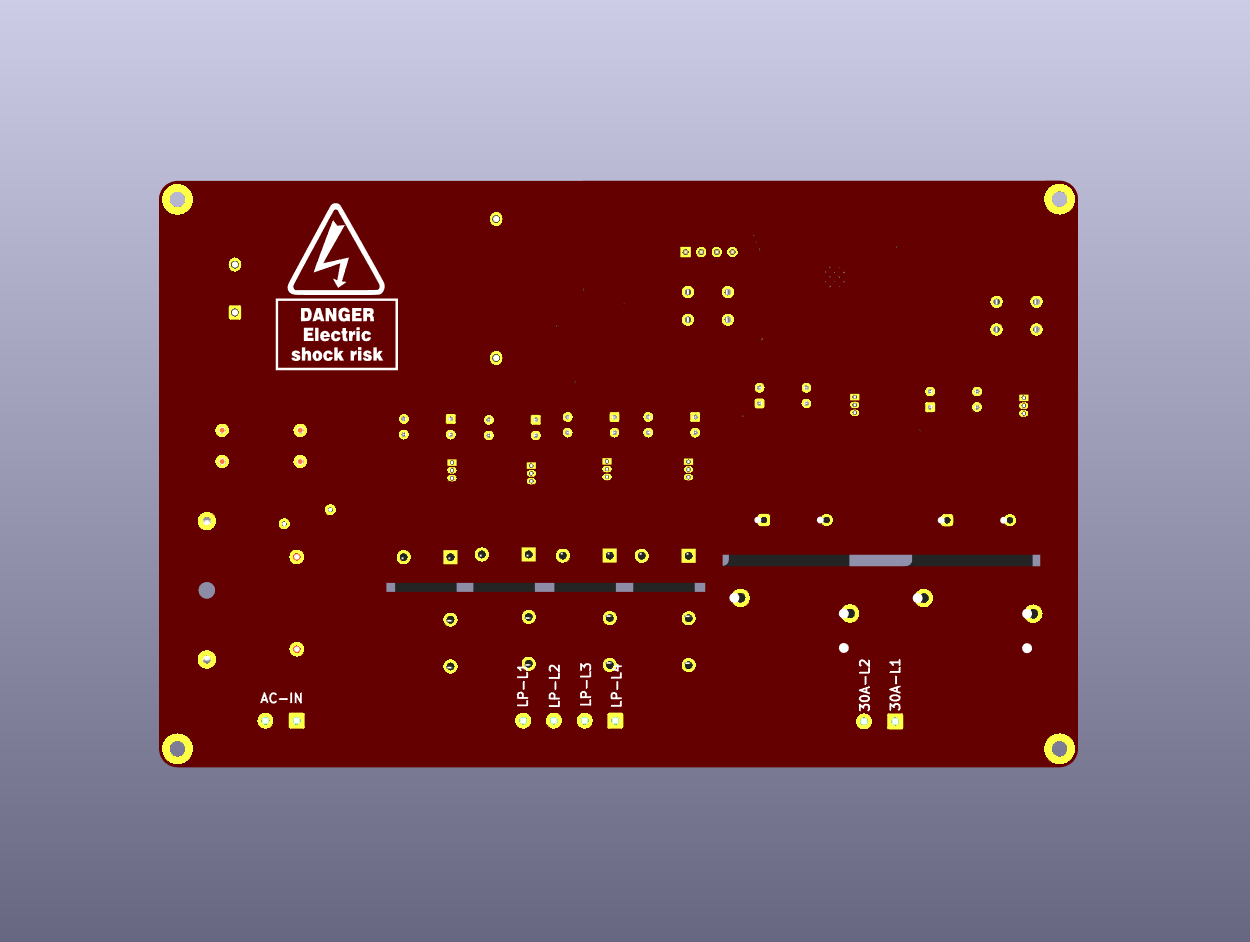 DANGER
Electric
shock risk
AC-IN
LP-L1
LP-L2
LP-L3
LP-L4
30A-L2
30A-L1